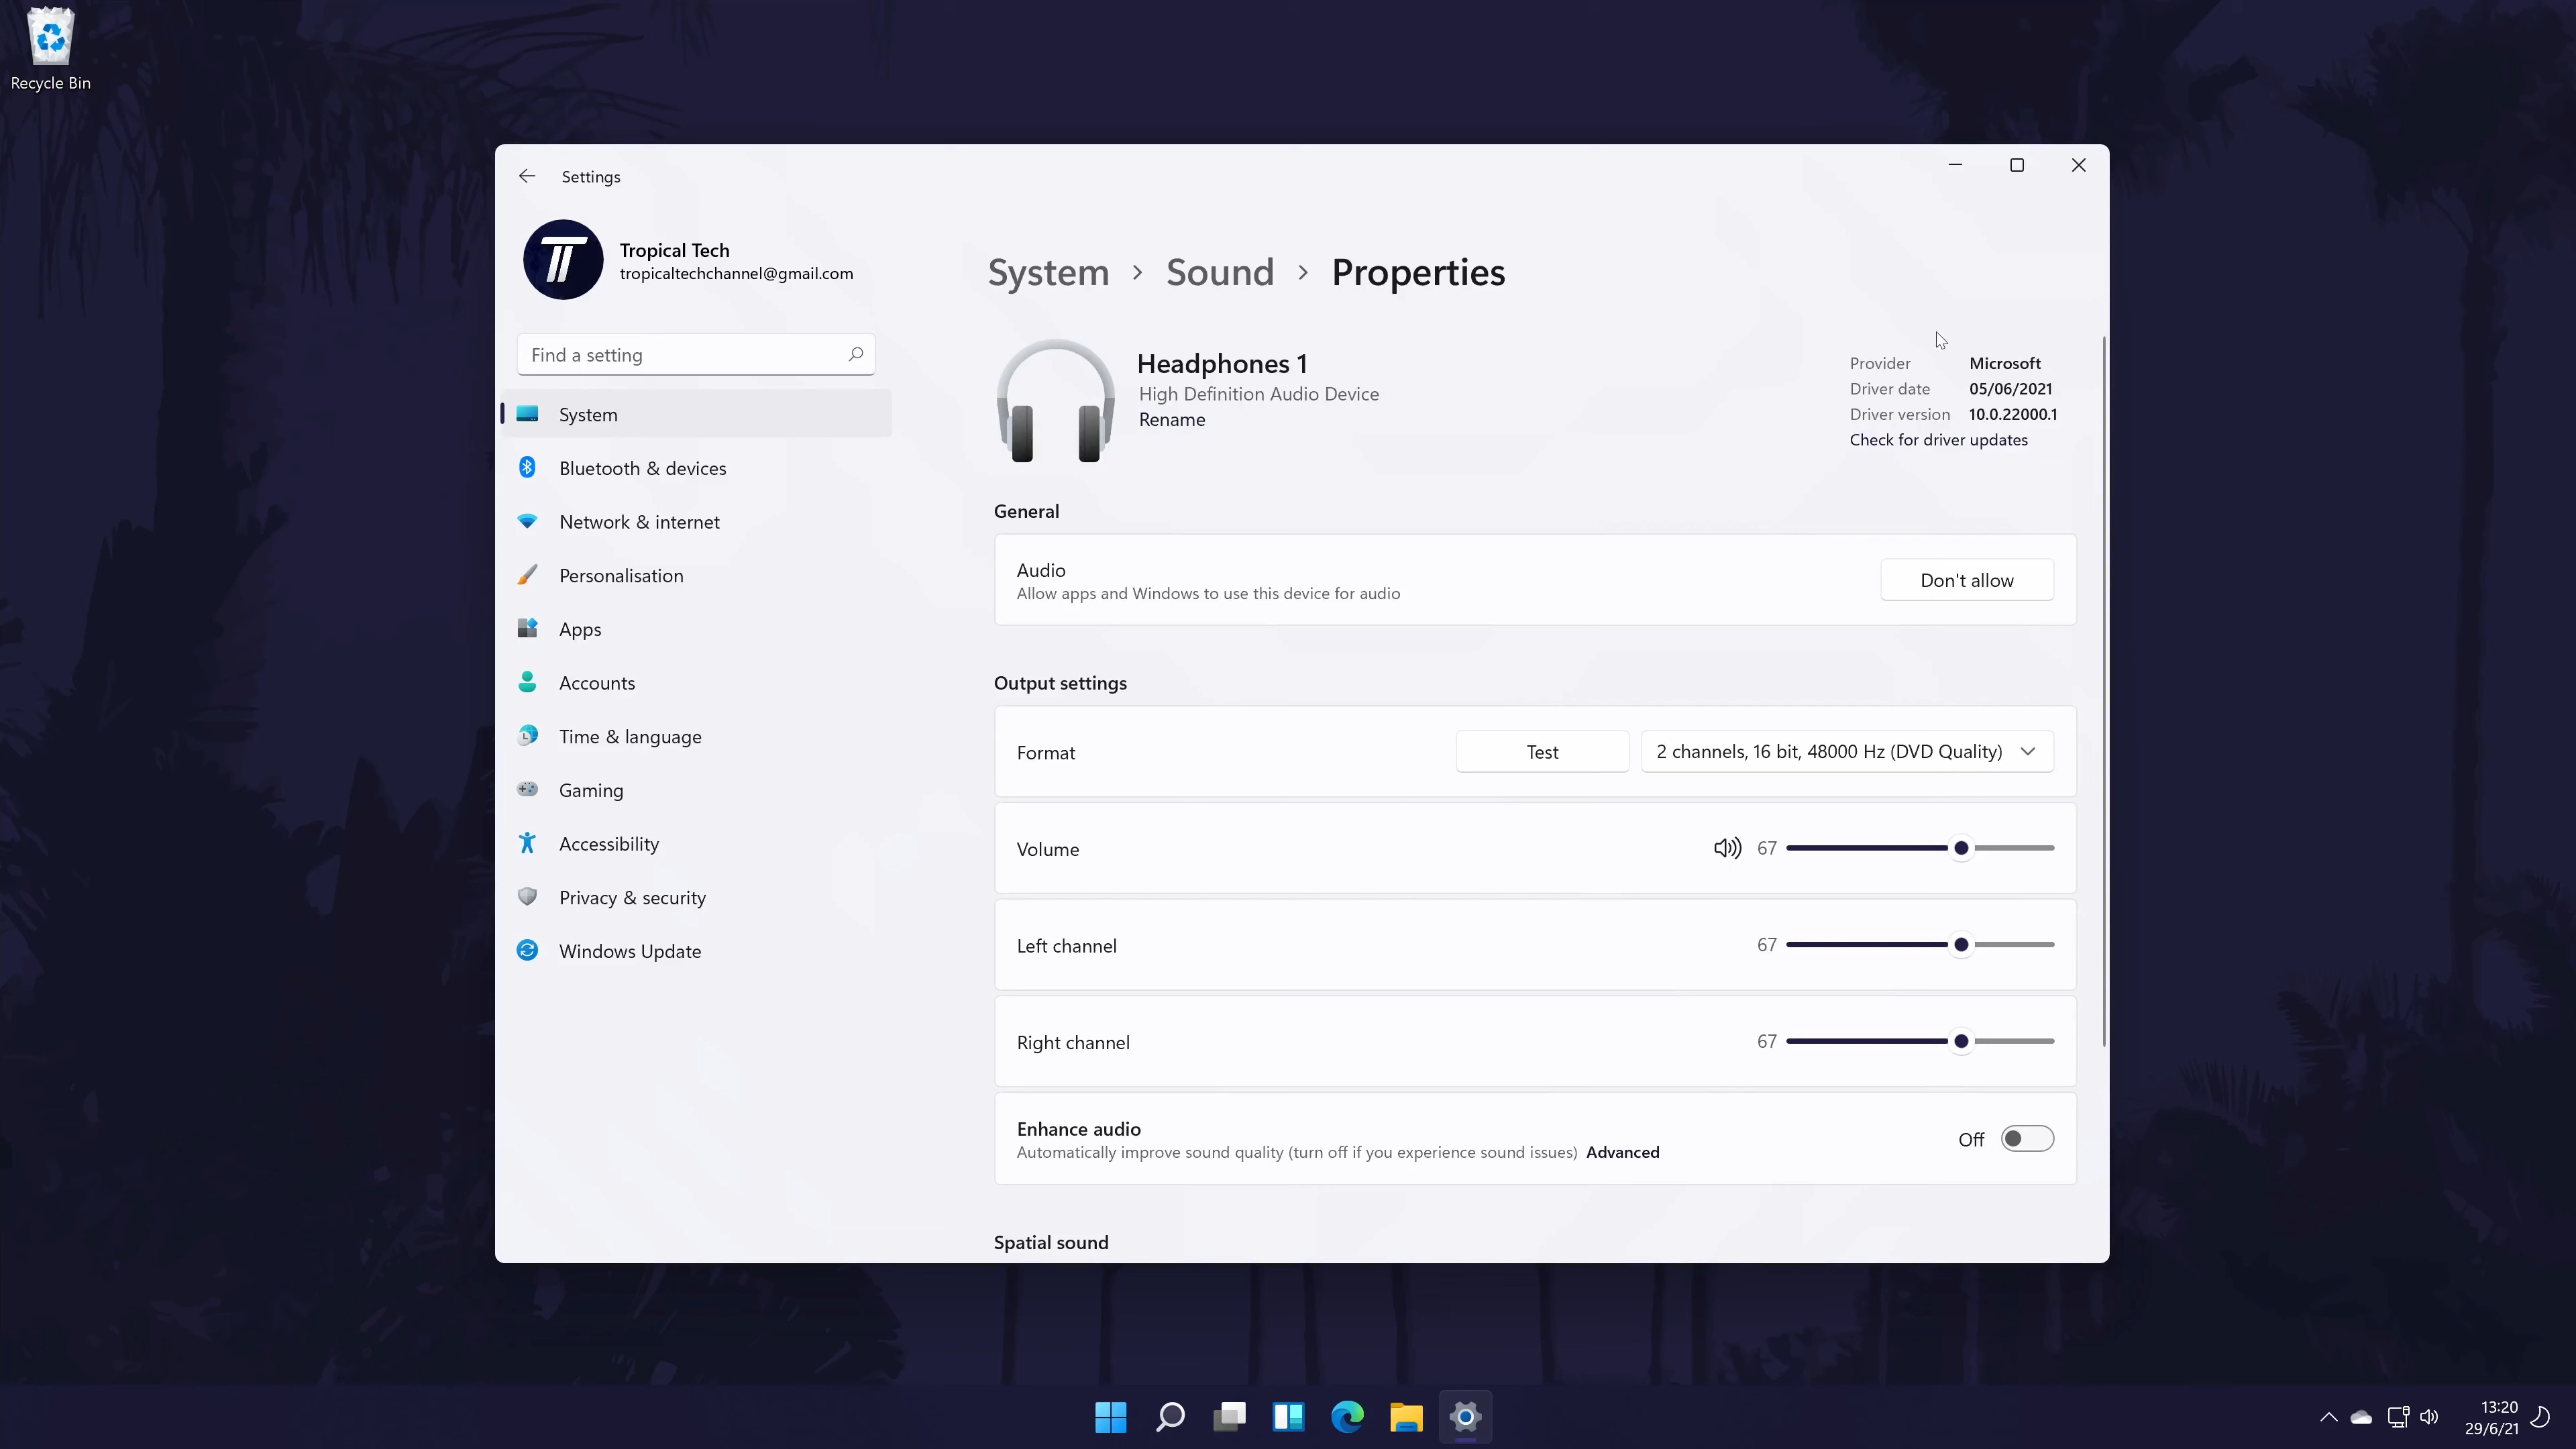 Recycle Bin
Settings
Tropical Tech
tropicaltechchannel@gmail.com
Find a setting
System
Bluetooth & devices
Network & internet
Personalisation
Apps
Accounts
Time & language
Gaming
Accessibility
Privacy & security
Windows Update
System > Sound > Properties
Headphones 1
High Definition Audio Device
Rename
Provider Microsoft
Driver date 05/06/2021
Driver version 10.0.22000.1
Check for driver updates
General
Audio
Allow apps and Windows to use this device for audio
Don't allow
Output settings
Format Test 2 channels, 16 bit, 48000 Hz (DVD Quality)
Volume 67
Left channel 67
Right channel 67
Enhance audio
Automatically improve sound quality (turn off if you experience sound issues) Advanced
Off
Spatial sound
13:20
29/6/21